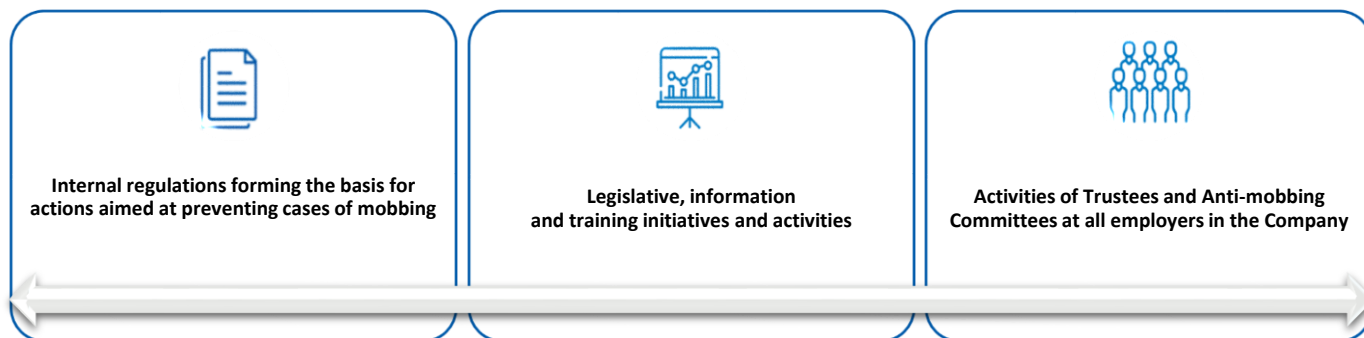 Internal regulations forming the basis for
actions aimed at preventing cases of mobbing
Legislative, information
and training initiatives and activities
Activities of Trustees and Anti-mobbing
Committees at all employers in the Company